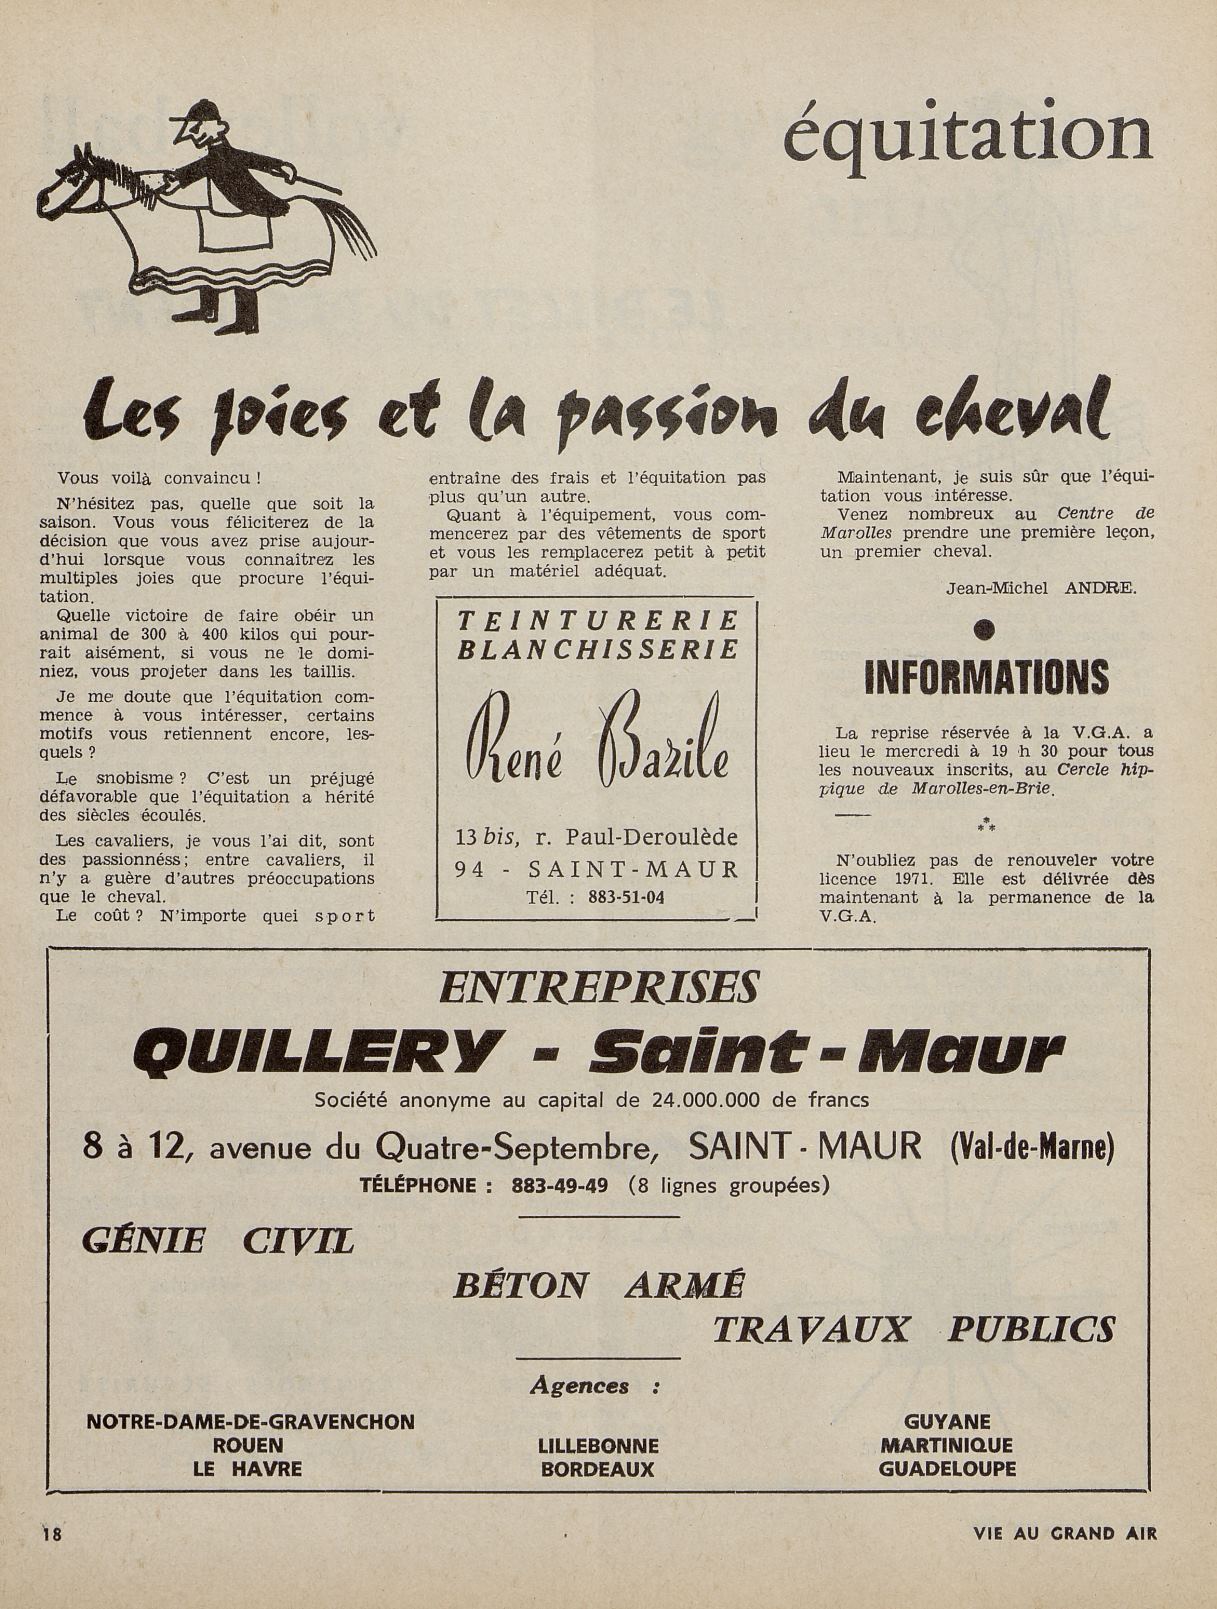 équitation
Les joies et la passion du cheval
Vous voilà convaincu !
N'hésitez pas, quelle que soit la
saison. Vous vous féliciterez de la
décision que vous avez prise aujour-
d'hui lorsque vous connaîtrez les
multiples joies que procure l'équi-
tation.
Quelle victoire de faire obéir un
animal de 300 à 400 kilos qui pour-
rait aisément, si vous ne le domi-
niez, vous projeter dans les taillis.
Je me doute que l'équitation com-
mence à vous intéresser, certains
motifs vous retiennent encore, les-
quels ?
Le snobisme ? C'est un préjugé
défavorable que l'équitation a hérité
des siècles écoulés.
Les cavaliers, je vous l'ai dit, sont
des passionnéss; entre cavaliers, il
n'y a guère d'autres préoccupations
que le cheval.
Le coût ? N'importe quei sport
entraîne des frais et l'équitation pas
plus qu'un autre.
Quant à l'équipement, vous com-
mencerez par des vêtements de sport
et vous les remplacerez petit à petit
par un matériel adéquat.
TEINTURERIE
BLANCHISSERIE
René Bazile
13 bis, r. Paul-Deroulède
94 - SAINT-MAUR
Tél. : 883-51-04
Maintenant, je suis sûr que l'équi-
tation vous intéresse.
Venez nombreux au Centre de
Marolles prendre une première leçon,
un premier cheval.
Jean-Michel ANDRE.
INFORMATIONS
La reprise réservée à la V.G.A. a
lieu le mercredi à 19 h 30 pour tous
les nouveaux inscrits, au Cercle hip-
pique de Marolles-en-Brie.
N'oubliez pas de renouveler votre
licence 1971. Elle est délivrée dès
maintenant à la permanence de la
V.G.A.
ENTREPRISES
QUILLERY - Saint-Maur
Société anonyme au capital de 24.000.000 de francs
8 à 12, avenue du Quatre-Septembre, SAINT-MAUR (Val-de-Marne)
TÉLÉPHONE : 883-49-49 (8 lignes groupées)
GÉNIE CIVIL
BÉTON ARMÉ
TRAVAUX PUBLICS
Agences :
NOTRE-DAME-DE-GRAVENCHON
ROUEN
LE HAVRE
LILLEBONNE
BORDEAUX
GUYANE
MARTINIQUE
GUADELOUPE
18
VIE AU GRAND AIR